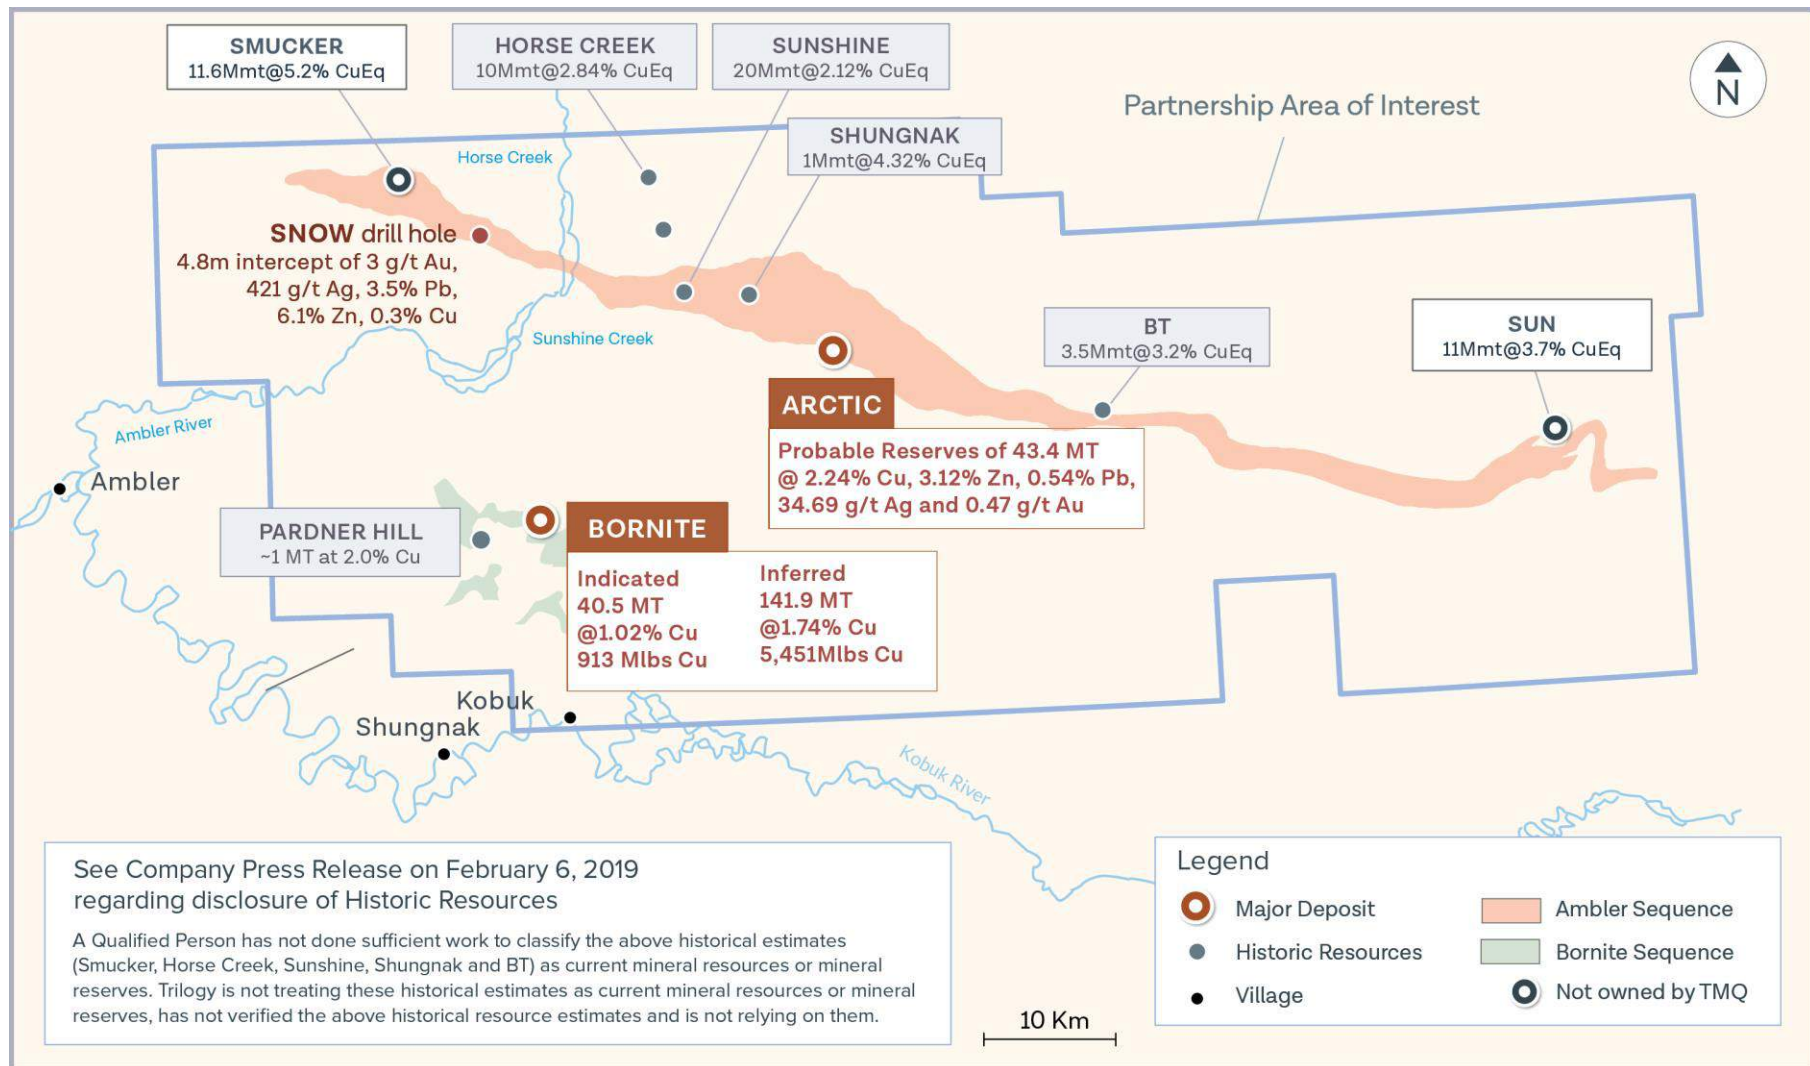 SMUCKER
11.6Mmt@5.2% CuEq
HORSE CREEK
10Mmt@2.84% CuEq
SUNSHINE
20Mmt@2.12% CuEq
SHUNGNAK
1Mmt@4.32% CuEq
Partnership Area of Interest
N
Horse Creek
SNOW drill hole
4.8m intercept of 3 g/t Au,
421 g/t Ag, 3.5% Pb,
6.1% Zn, 0.3% Cu
Sunshine Creek
BT
3.5Mmt@3.2% CuEq
SUN
11Mmt@3.7% CuEq
ARCTIC
Probable Reserves of 43.4 MT
@ 2.24% Cu, 3.12% Zn, 0.54% Pb,
34.69 g/t Ag and 0.47 g/t Au
Ambler River
Ambler
PARDNER HILL
~1 MT at 2.0% Cu
BORNITE
Indicated
40.5 MT
@1.02% Cu
913 Mlbs Cu
Inferred
141.9 MT
@1.74% Cu
5,451Mlbs Cu
Kobuk
Shungnak
Kobuk River
See Company Press Release on February 6, 2019
regarding disclosure of Historic Resources
A Qualified Person has not done sufficient work to classify the above historical estimates
(Smucker, Horse Creek, Sunshine, Shungnak and BT) as current mineral resources or mineral
reserves. Trilogy is not treating these historical estimates as current mineral resources or mineral
reserves, has not verified the above historical resource estimates and is not relying on them.
10 Km
Legend
Major Deposit
Historic Resources
Village
Ambler Sequence
Bornite Sequence
Not owned by TMQ